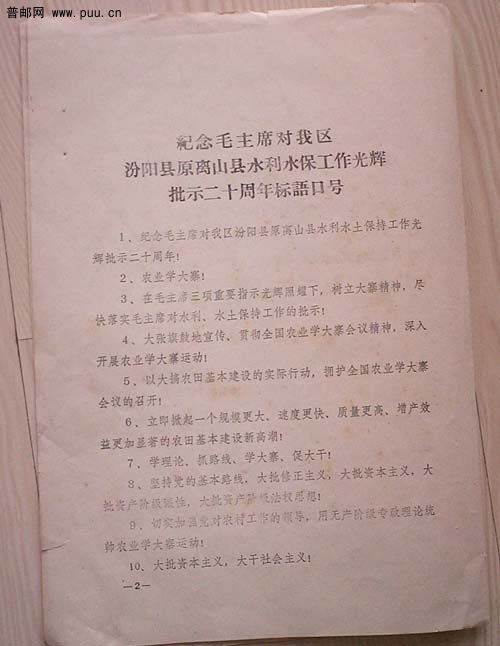 普邮网 www.puu.cn
紀念毛主席对我区
汾阳县原离山县水利水保工作光辉
批示二十周年标語口号
1、纪念毛主席对我区汾阳县原离山县水利水土保持工作光
辉批示二十周年！
2、农业学大寨！
3、在毛主席三项重要指示光辉照耀下，树立大寨精神，尽
快落实毛主席对水利、水土保持工作的批示！
4、大张旗鼓地宣传、贯彻全国农业学大寨会议精神，深入
开展农业学大寨运动！
5、以大搞农田基本建设的实际行动，拥护全国农业学大寨
会议的召开！
6、立即掀起一个规模更大、速度更快、质量更高、增产效
益更加显著的农田基本建设新高潮！
7、学理论、抓路线、学大寨、促大干！
8、坚持党的基本路线，大批修正主义，大批资本主义，大
批资产阶级派性，大批资产阶级法权思想！
9、切实加强党对农村工作的领导，用无产阶级专政理论统
帅农业学大寨运动！
10、大批资本主义，大干社会主义！
—2—